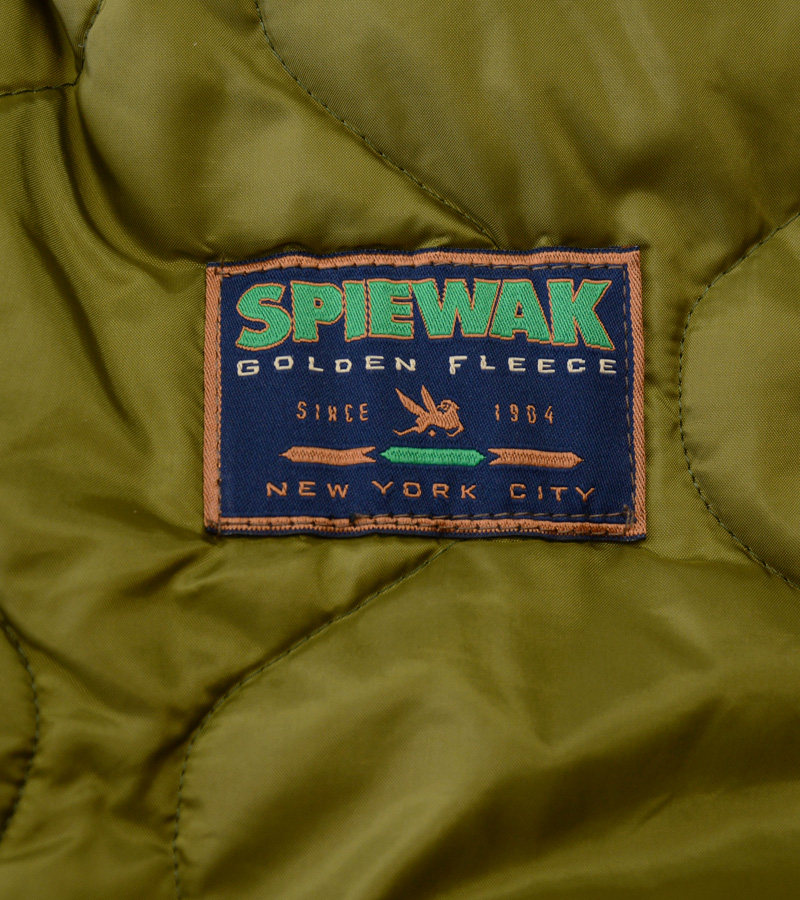 SPIEWAK
GOLDEN FLEECE
SINCE 1904
NEW YORK CITY